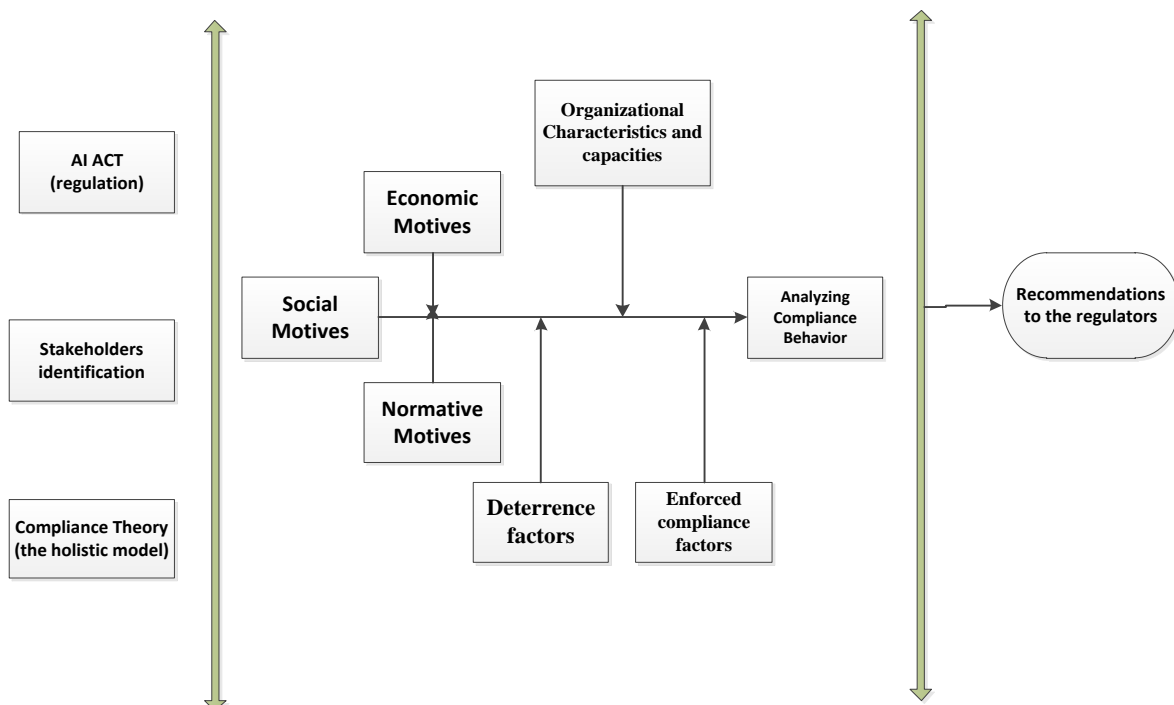 AI ACT
(regulation)
Stakeholders
identification
Compliance Theory
(the holistic model)
Organizational
Characteristics and
capacities
Economic
Motives
Social
Motives
Normative
Motives
Deterrence
factors
Enforced
compliance
factors
Analyzing
Compliance
Behavior
Recommendations
to the regulators